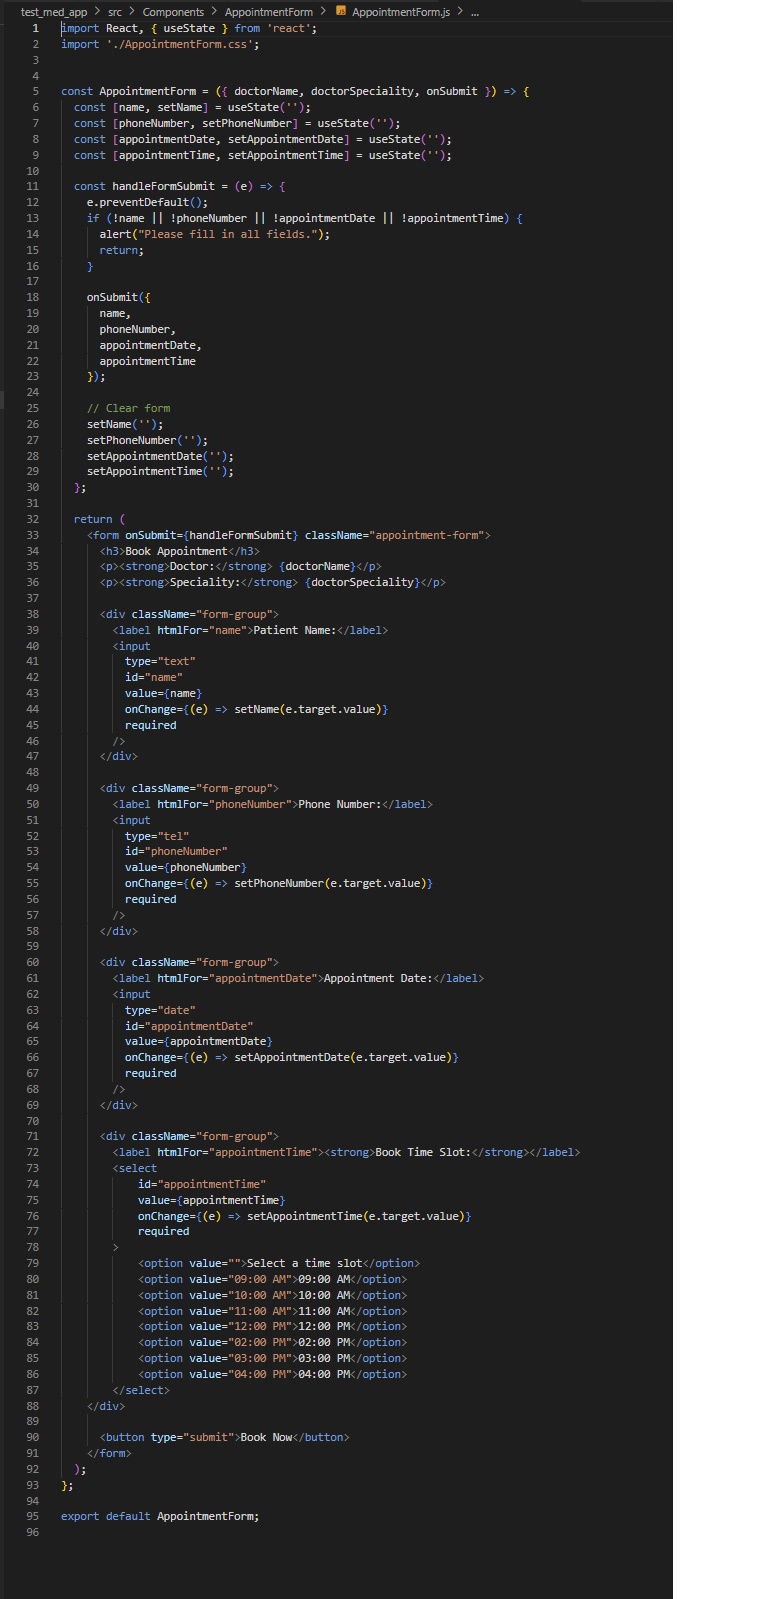 test_med_app > src > Components > AppointmentForm > JS AppointmentForm.js > ...
1 import React, { useState } from 'react';
2 import './AppointmentForm.css';
3
4
5 const AppointmentForm = ({ doctorName, doctorSpeciality, onSubmit }) => {
6   const [name, setName] = useState('');
7   const [phoneNumber, setPhoneNumber] = useState('');
8   const [appointmentDate, setAppointmentDate] = useState('');
9   const [appointmentTime, setAppointmentTime] = useState('');
10
11   const handleFormSubmit = (e) => {
12     e.preventDefault();
13     if (!name || !phoneNumber || !appointmentDate || !appointmentTime) {
14       alert("Please fill in all fields.");
15       return;
16     }
17
18     onSubmit({
19       name,
20       phoneNumber,
21       appointmentDate,
22       appointmentTime
23     });
24
25     // Clear form
26     setName('');
27     setPhoneNumber('');
28     setAppointmentDate('');
29     setAppointmentTime('');
30   };
31
32   return (
33     <form onSubmit={handleFormSubmit} className="appointment-form">
34       <h3>Book Appointment</h3>
35       <p><strong>Doctor:</strong> {doctorName}</p>
36       <p><strong>Speciality:</strong> {doctorSpeciality}</p>
37
38       <div className="form-group">
39         <label htmlFor="name">Patient Name:</label>
40         <input
41           type="text"
42           id="name"
43           value={name}
44           onChange={(e) => setName(e.target.value)}
45           required
46         />
47       </div>
48
49       <div className="form-group">
50         <label htmlFor="phoneNumber">Phone Number:</label>
51         <input
52           type="tel"
53           id="phoneNumber"
54           value={phoneNumber}
55           onChange={(e) => setPhoneNumber(e.target.value)}
56           required
57         />
58       </div>
59
60       <div className="form-group">
61         <label htmlFor="appointmentDate">Appointment Date:</label>
62         <input
63           type="date"
64           id="appointmentDate"
65           value={appointmentDate}
66           onChange={(e) => setAppointmentDate(e.target.value)}
67           required
68         />
69       </div>
70
71       <div className="form-group">
72         <label htmlFor="appointmentTime"><strong>Book Time Slot:</strong></label>
73         <select
74             id="appointmentTime"
75             value={appointmentTime}
76             onChange={(e) => setAppointmentTime(e.target.value)}
77             required
78         >
79             <option value="">Select a time slot</option>
80             <option value="09:00 AM">09:00 AM</option>
81             <option value="10:00 AM">10:00 AM</option>
82             <option value="11:00 AM">11:00 AM</option>
83             <option value="12:00 PM">12:00 PM</option>
84             <option value="02:00 PM">02:00 PM</option>
85             <option value="03:00 PM">03:00 PM</option>
86             <option value="04:00 PM">04:00 PM</option>
87         </select>
88     </div>
89
90       <button type="submit">Book Now</button>
91     </form>
92   );
93 };
94
95 export default AppointmentForm;
96